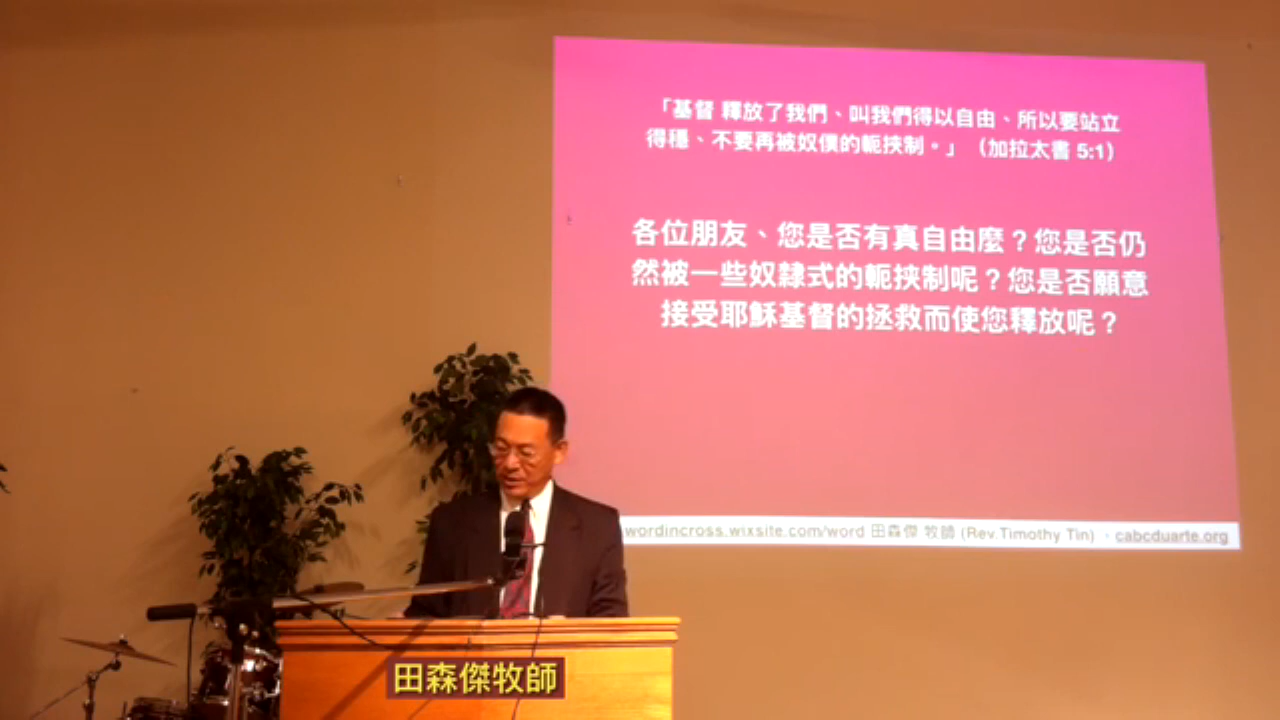 「基督 釋放了我們、叫我們得以自由、所以要站立
得穩、不要再被奴僕的軛挾制。」（加拉太書 5:1）
各位朋友、您是否有真自由麼？您是否仍
然被一些奴隸式的軛挾制呢？您是否願意
接受耶穌基督的拯救而使您釋放呢？
wordincross.wixsite.com/word 田森傑 牧師 (Rev.Timothy Tin) ，cabcduarte.org
田森傑牧師